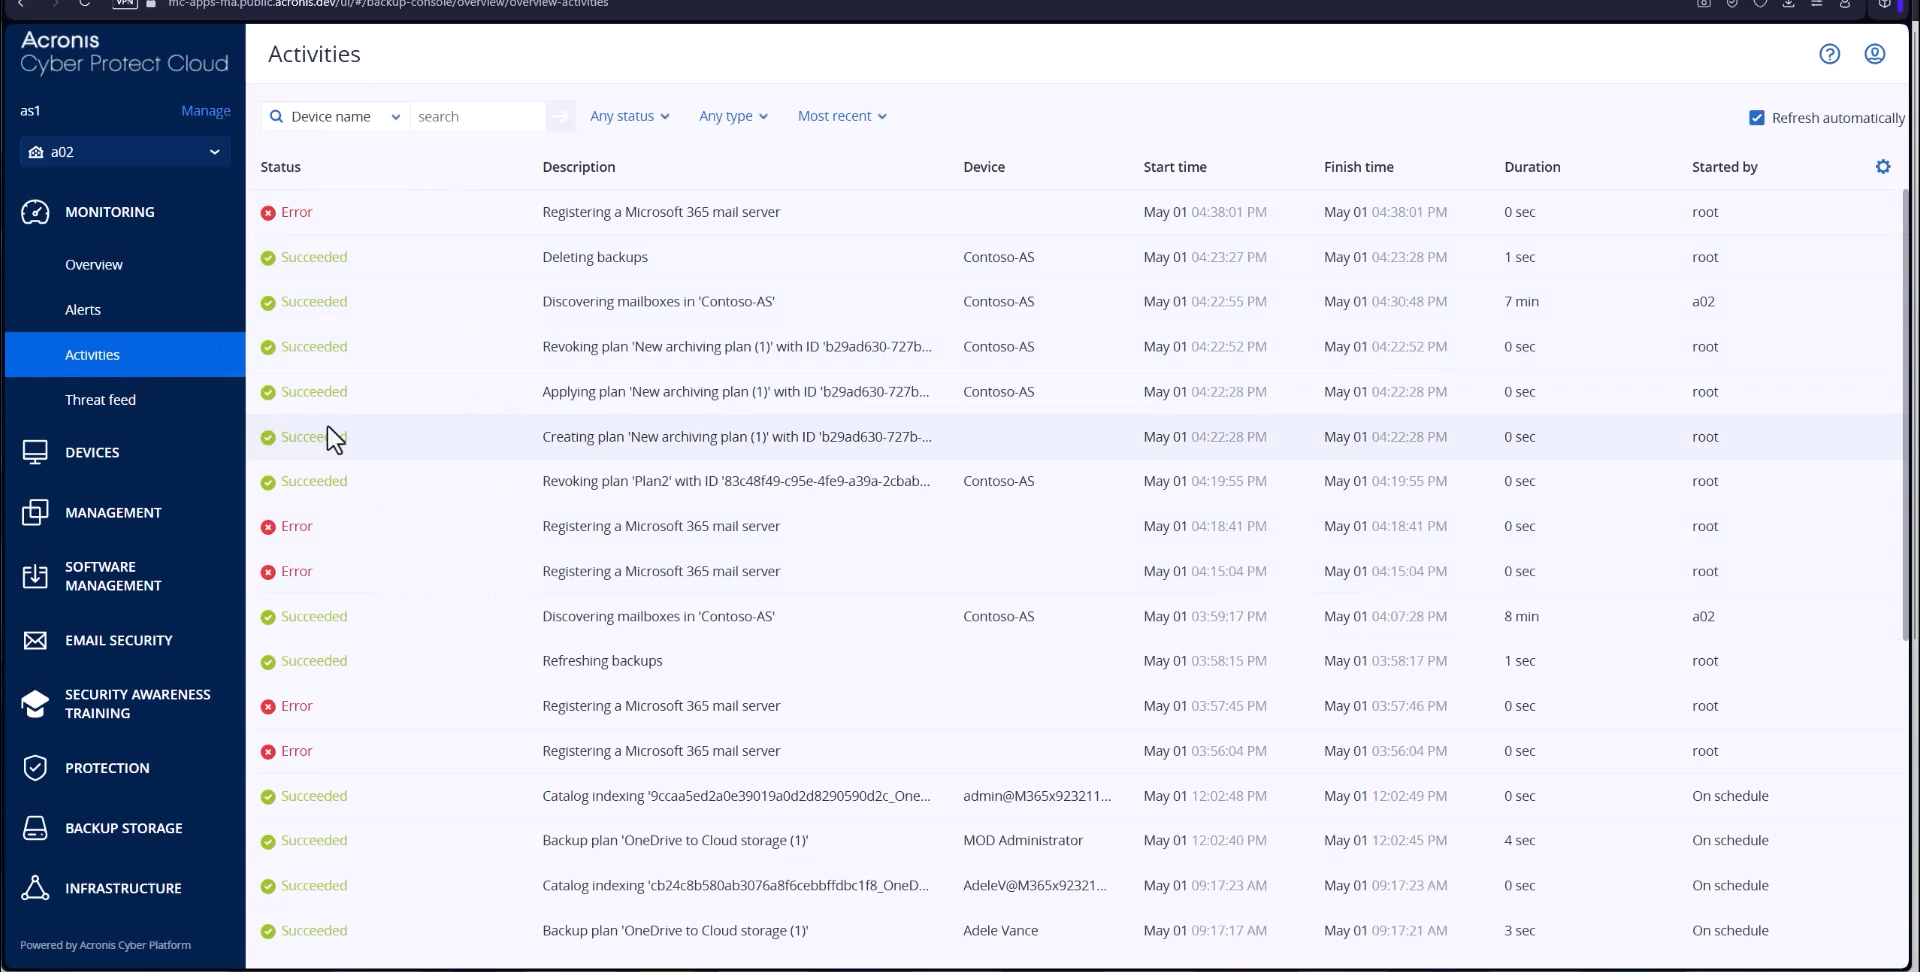 VPN mc-apps-ma.public.acronis.dev/ui/#/backup-console/overview/overview-activities
Acronis
Cyber Protect Cloud
as1 Manage
a02
MONITORING
Overview
Alerts
Activities
Threat feed
DEVICES
MANAGEMENT
SOFTWARE
MANAGEMENT
EMAIL SECURITY
SECURITY AWARENESS
TRAINING
PROTECTION
BACKUP STORAGE
INFRASTRUCTURE
Powered by Acronis Cyber Platform
Activities
Device name search Any status Any type Most recent Refresh automatically
Status Description Device Start time Finish time Duration Started by
Error Registering a Microsoft 365 mail server May 01 04:38:01 PM May 01 04:38:01 PM 0 sec root
Succeeded Deleting backups Contoso-AS May 01 04:23:27 PM May 01 04:23:28 PM 1 sec root
Succeeded Discovering mailboxes in 'Contoso-AS' Contoso-AS May 01 04:22:55 PM May 01 04:30:48 PM 7 min a02
Succeeded Revoking plan 'New archiving plan (1)' with ID 'b29ad630-727b... Contoso-AS May 01 04:22:52 PM May 01 04:22:52 PM 0 sec root
Succeeded Applying plan 'New archiving plan (1)' with ID 'b29ad630-727b... Contoso-AS May 01 04:22:28 PM May 01 04:22:28 PM 0 sec root
Succeeded Creating plan 'New archiving plan (1)' with ID 'b29ad630-727b-... May 01 04:22:28 PM May 01 04:22:28 PM 0 sec root
Succeeded Revoking plan 'Plan2' with ID '83c48f49-c95e-4fe9-a39a-2cbab... Contoso-AS May 01 04:19:55 PM May 01 04:19:55 PM 0 sec root
Error Registering a Microsoft 365 mail server May 01 04:18:41 PM May 01 04:18:41 PM 0 sec root
Error Registering a Microsoft 365 mail server May 01 04:15:04 PM May 01 04:15:04 PM 0 sec root
Succeeded Discovering mailboxes in 'Contoso-AS' Contoso-AS May 01 03:59:17 PM May 01 04:07:28 PM 8 min a02
Succeeded Refreshing backups May 01 03:58:15 PM May 01 03:58:17 PM 1 sec root
Error Registering a Microsoft 365 mail server May 01 03:57:45 PM May 01 03:57:46 PM 0 sec root
Error Registering a Microsoft 365 mail server May 01 03:56:04 PM May 01 03:56:04 PM 0 sec root
Succeeded Catalog indexing '9ccaa5ed2a0e39019a0d2d8290590d2c_One... admin@M365x923211... May 01 12:02:48 PM May 01 12:02:49 PM 0 sec On schedule
Succeeded Backup plan 'OneDrive to Cloud storage (1)' MOD Administrator May 01 12:02:40 PM May 01 12:02:45 PM 4 sec On schedule
Succeeded Catalog indexing 'cb24c8b580ab3076a8f6cebbffdbc1f8_OneD... AdeleV@M365x92321... May 01 09:17:23 AM May 01 09:17:23 AM 0 sec On schedule
Succeeded Backup plan 'OneDrive to Cloud storage (1)' Adele Vance May 01 09:17:17 AM May 01 09:17:21 AM 3 sec On schedule